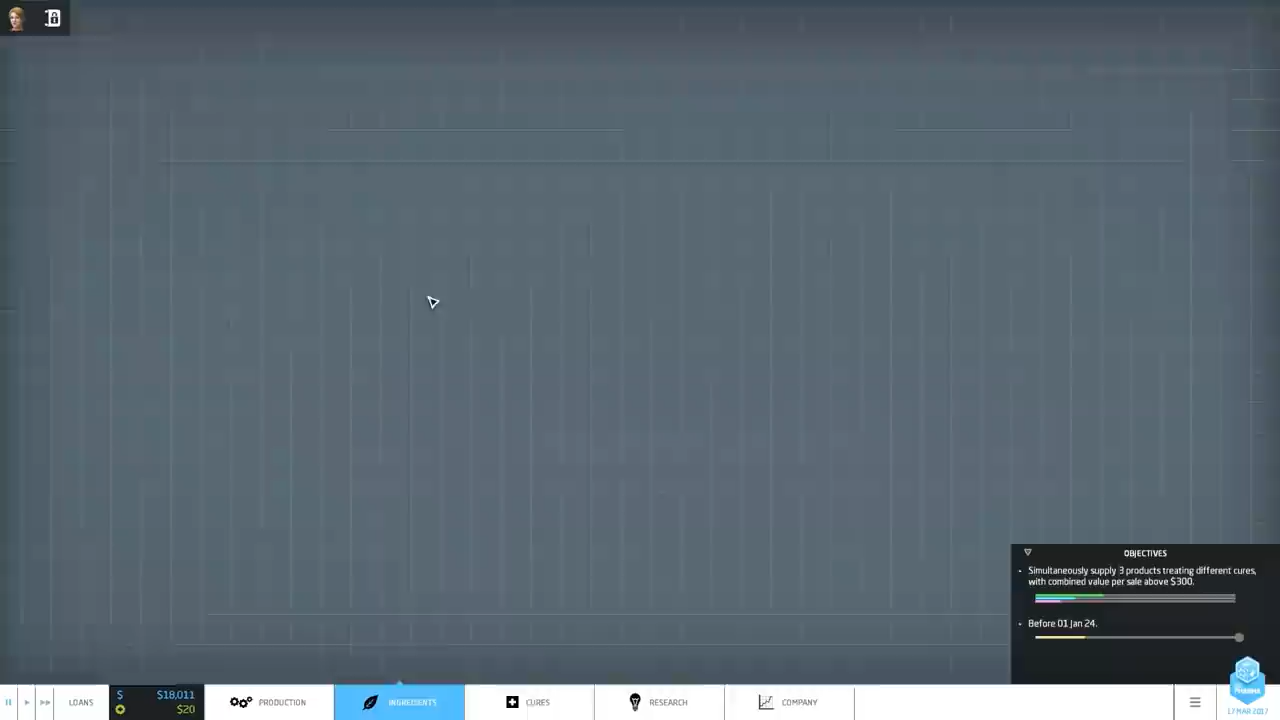 OBJECTIVES
Simultaneously supply 3 products treating different cures,
with combined value per sale above $300.
Before 01 Jan 24.
LOANS
$ $18,011
$20
PRODUCTION
INGREDIENTS
CURES
RESEARCH
COMPANY
PHARMA
17 MAR 2017